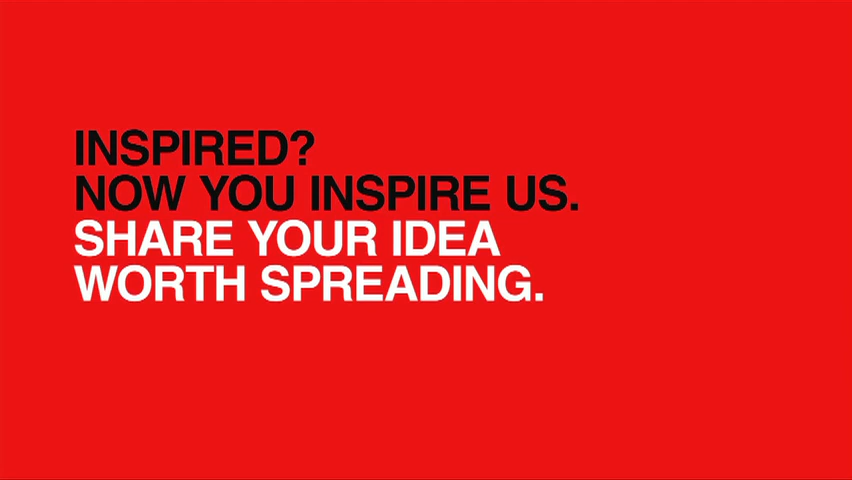 INSPIRED?
NOW YOU INSPIRE US.
SHARE YOUR IDEA
WORTH SPREADING.